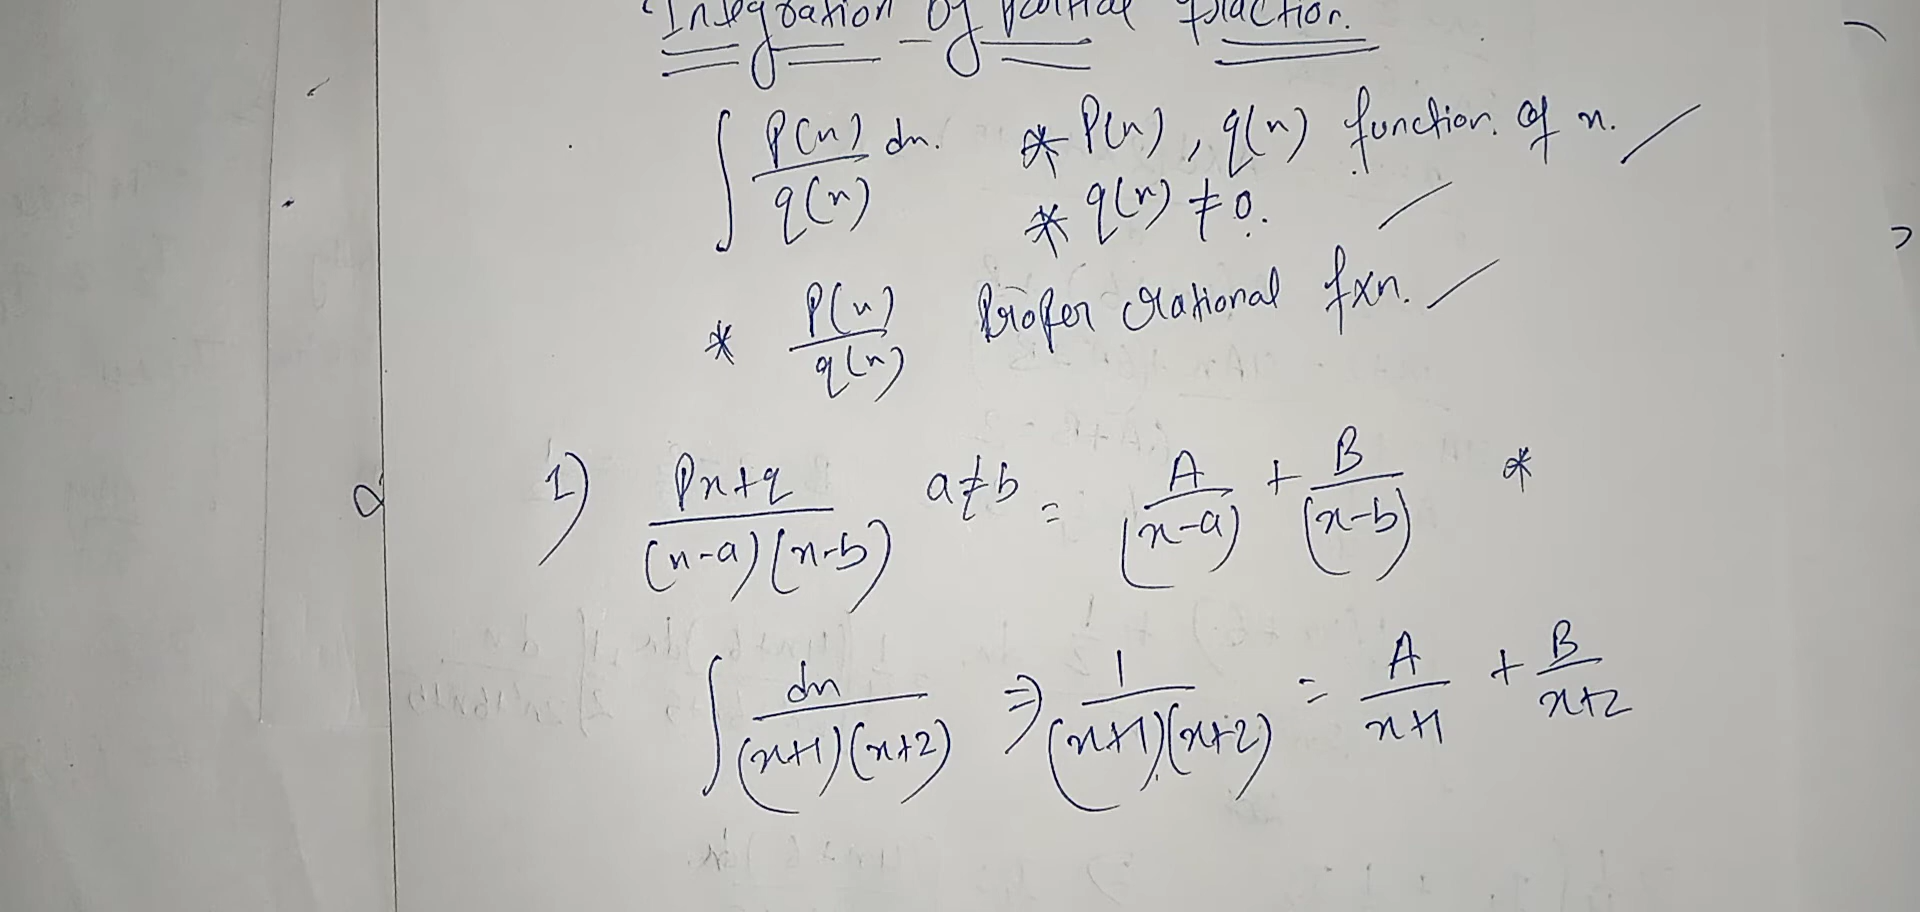 Integration by partial fraction.
∫ P(x)/q(x) dx. * P(x), q(x) function of x.
* q(x) ≠ 0.
* P(x)/q(x) Proper rational fxn.
1) Px+q/(x-a)(x-b) a≠b = A/(x-a) + B/(x-b) *
∫ dx/(x+1)(x+2) ⇒ 1/(x+1)(x+2) = A/x+1 + B/x+2